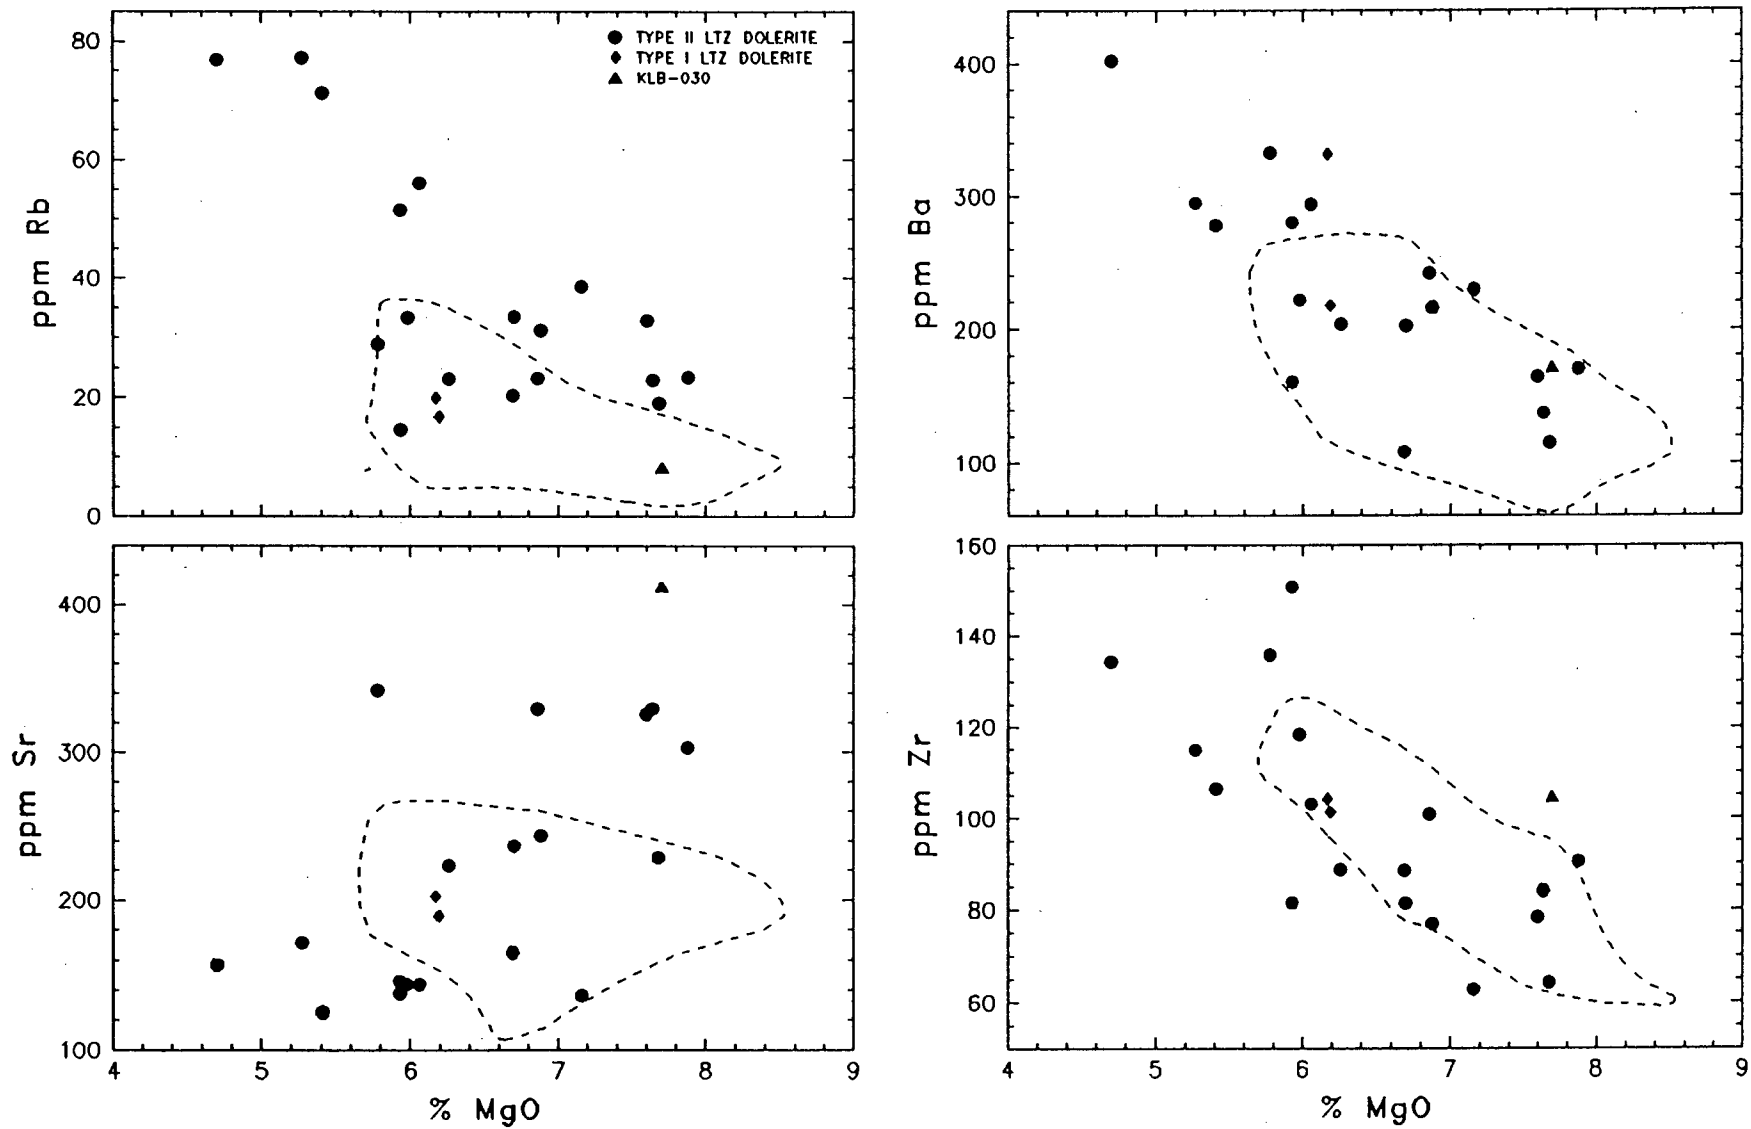 80
60
40
20
0
ppm Rb
TYPE II LTZ DOLERITE
TYPE I LTZ DOLERITE
KLB-030
400
300
200
100
ppm Ba
400
300
200
100
ppm Sr
4 5 6 7 8 9
% MgO
160
140
120
100
80
60
ppm Zr
4 5 6 7 8 9
% MgO